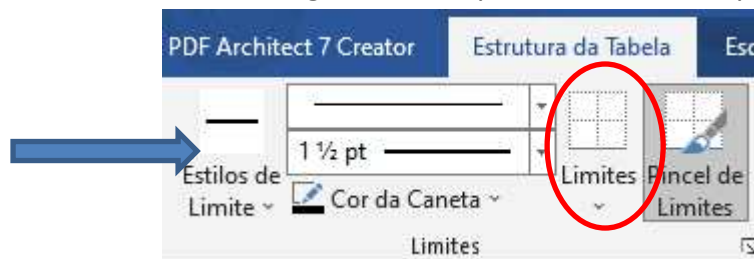 PDF Architect 7 Creator Estrutura da Tabela
1 ½ pt
Estilos de Limite
Cor da Caneta
Limites
Pincel de Limites
Limites